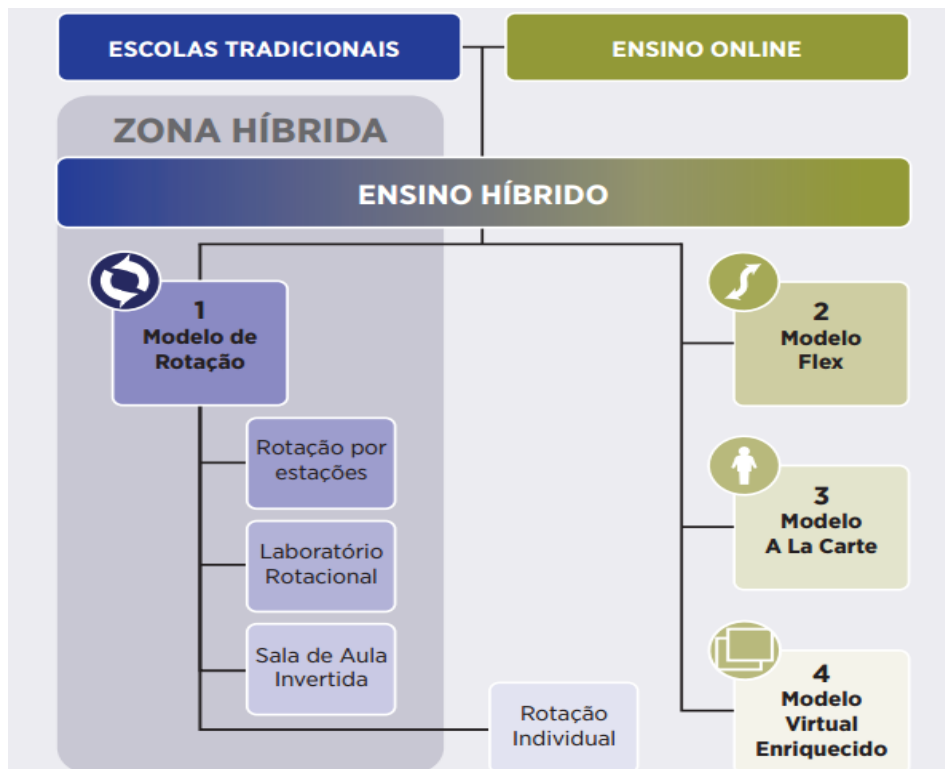 ESCOLAS TRADICIONAIS
ENSINO ONLINE
ZONA HÍBRIDA
ENSINO HÍBRIDO
1
Modelo de
Rotação
Rotação por
estações
Laboratório
Rotacional
Sala de Aula
Invertida
Rotação
Individual
2
Modelo
Flex
3
Modelo
A La Carte
4
Modelo
Virtual
Enriquecido